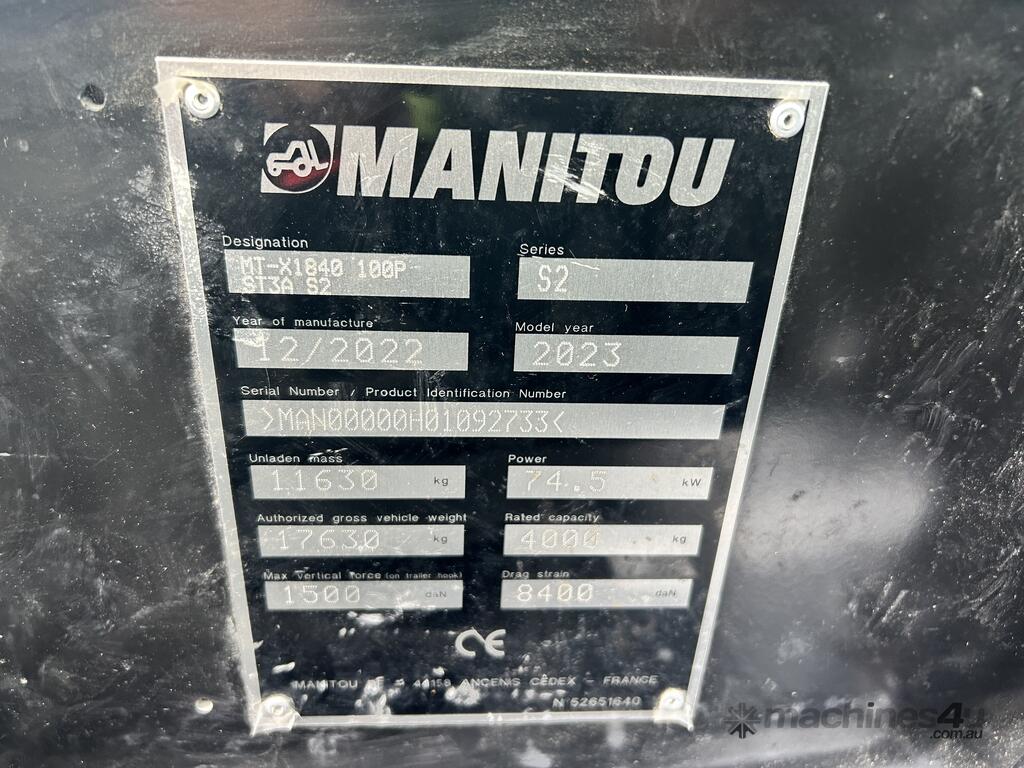 MANITOU
Designation
MT-X1840 100P
ST3A S2
Series
S2
Year of manufacture
12/2022
Model year
2023
Serial Number / Product Identification Number
>MAN00000H01092733<
Unladen mass
11630 kg
Power
74.5 kW
Authorized gross vehicle weight
17630 kg
Rated capacity
4000 kg
Max vertical force (on trailer hook)
1500 daN
Drag strain
8400 daN
CE
MANITOU BF - 44158 ANCENIS CÉDEX - FRANCE
N°52651640
machines4u
.com.au